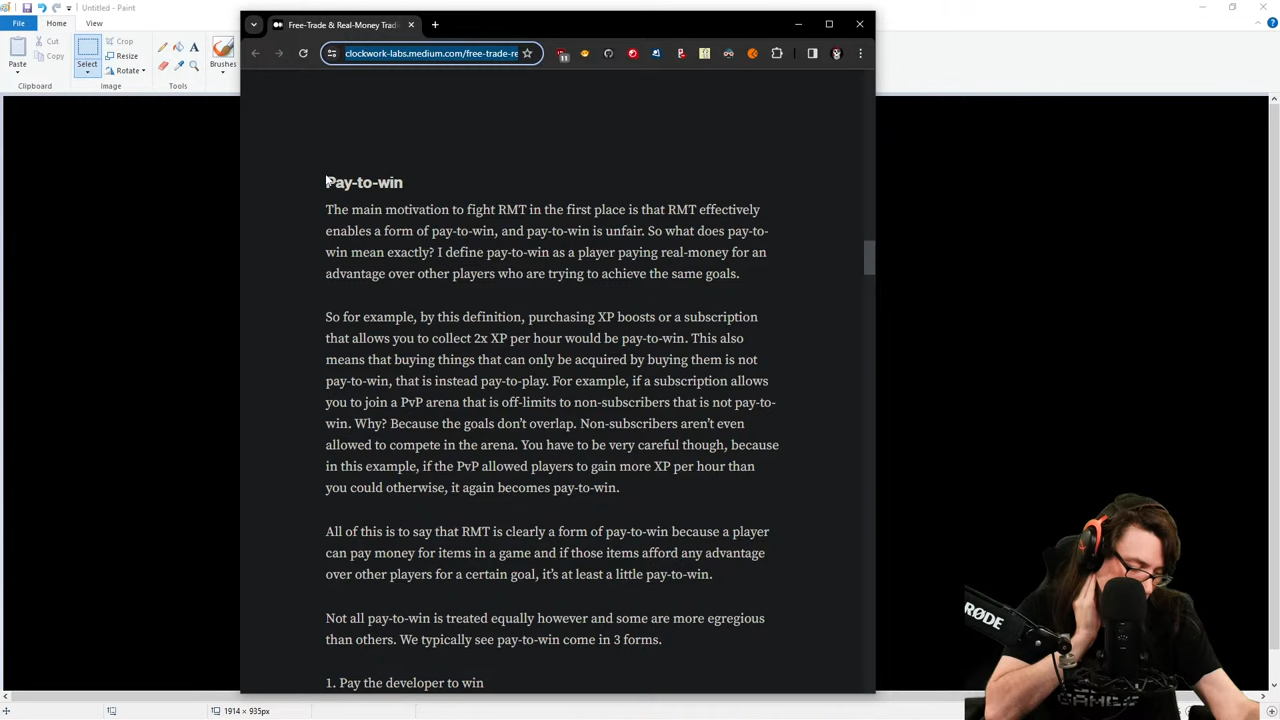 Untitled - Paint
File
Home
View
Paste
Cut
Copy
Clipboard
Select
Crop
Resize
Rotate
Image
Tools
A
Brushes
Free-Trade & Real-Money Tradi
clockwork-labs.medium.com/free-trade-re
11
Pay-to-win
The main motivation to fight RMT in the first place is that RMT effectively
enables a form of pay-to-win, and pay-to-win is unfair. So what does pay-to-
win mean exactly? I define pay-to-win as a player paying real-money for an
advantage over other players who are trying to achieve the same goals.
So for example, by this definition, purchasing XP boosts or a subscription
that allows you to collect 2x XP per hour would be pay-to-win. This also
means that buying things that can only be acquired by buying them is not
pay-to-win, that is instead pay-to-play. For example, if a subscription allows
you to join a PvP arena that is off-limits to non-subscribers that is not pay-to-
win. Why? Because the goals don't overlap. Non-subscribers aren't even
allowed to compete in the arena. You have to be very careful though, because
in this example, if the PvP allowed players to gain more XP per hour than
you could otherwise, it again becomes pay-to-win.
All of this is to say that RMT is clearly a form of pay-to-win because a player
can pay money for items in a game and if those items afford any advantage
over other players for a certain goal, it's at least a little pay-to-win.
Not all pay-to-win is treated equally however and some are more egregious
than others. We typically see pay-to-win come in 3 forms.
1. Pay the developer to win
RØDE
1914 × 935px